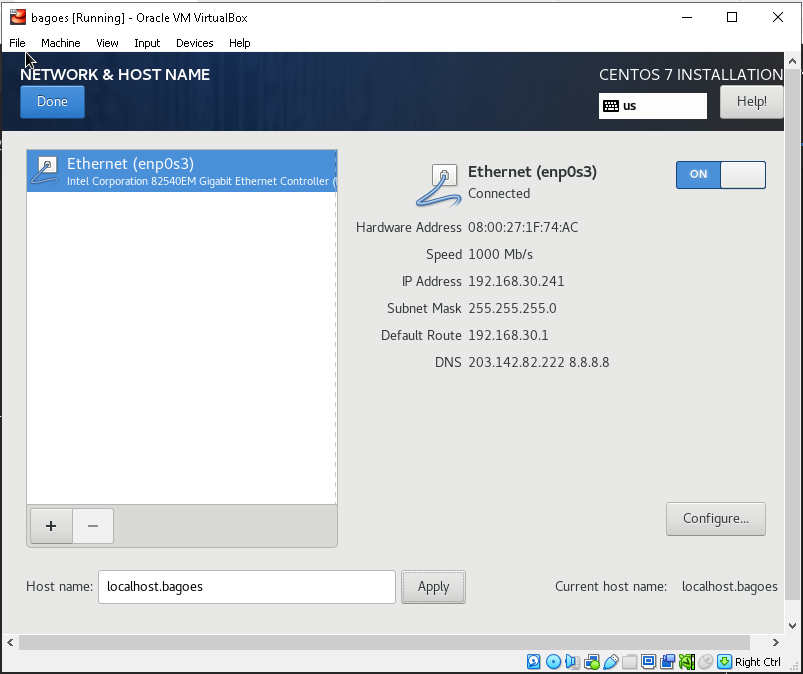 bagoes [Running] - Oracle VM VirtualBox
File Machine View Input Devices Help
NETWORK & HOST NAME
CENTOS 7 INSTALLATION
Done
us
Help!
Ethernet (enp0s3)
Intel Corporation 82540EM Gigabit Ethernet Controller (
Ethernet (enp0s3)
Connected
ON
Hardware Address 08:00:27:1F:74:AC
Speed 1000 Mb/s
IP Address 192.168.30.241
Subnet Mask 255.255.255.0
Default Route 192.168.30.1
DNS 203.142.82.222 8.8.8.8
+ −
Configure...
Host name: localhost.bagoes Apply Current host name: localhost.bagoes
Right Ctrl